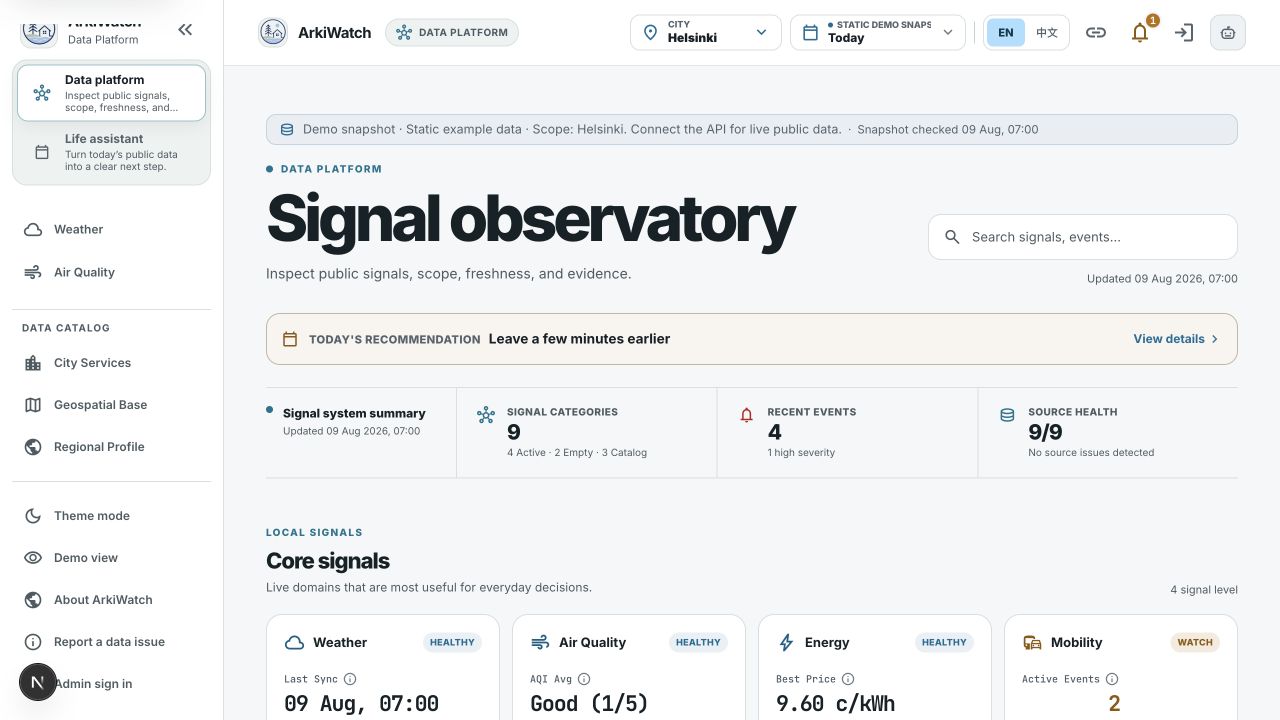 ArkiWatch
Data Platform
Data platform
Inspect public signals,
scope, freshness, and...
Life assistant
Turn today's public data
into a clear next step.
Weather
Air Quality
DATA CATALOG
City Services
Geospatial Base
Regional Profile
Theme mode
Demo view
About ArkiWatch
Report a data issue
N
Admin sign in
ArkiWatch
DATA PLATFORM
CITY
Helsinki
STATIC DEMO SNAPS
Today
EN
中文
1
Demo snapshot · Static example data · Scope: Helsinki. Connect the API for live public data. · Snapshot checked 09 Aug, 07:00
DATA PLATFORM
Signal observatory
Inspect public signals, scope, freshness, and evidence.
Search signals, events...
Updated 09 Aug 2026, 07:00
TODAY'S RECOMMENDATION Leave a few minutes earlier
View details
Signal system summary
Updated 09 Aug 2026, 07:00
SIGNAL CATEGORIES
9
4 Active · 2 Empty · 3 Catalog
RECENT EVENTS
4
1 high severity
SOURCE HEALTH
9/9
No source issues detected
LOCAL SIGNALS
Core signals
Live domains that are most useful for everyday decisions.
4 signal level
Weather
HEALTHY
Last Sync
09 Aug, 07:00
Air Quality
HEALTHY
AQI Avg
Good (1/5)
Energy
HEALTHY
Best Price
9.60 c/kWh
Mobility
WATCH
Active Events
2